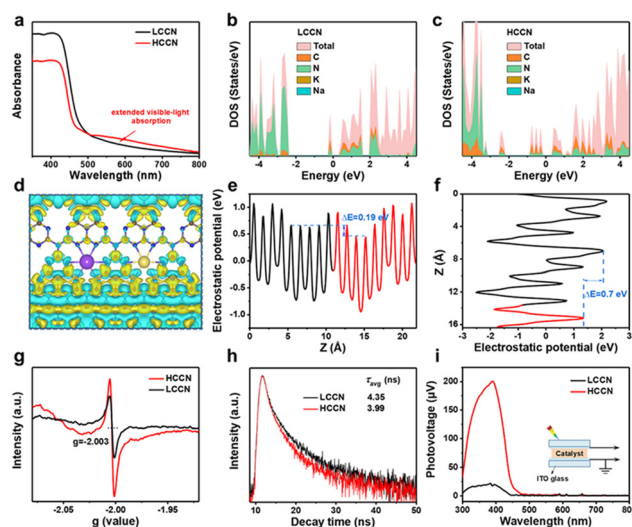 a
LCCN
HCCN
extended visible-light
absorption
Absorbance
400 500 600 700 800
Wavelength (nm)
b
LCCN
Total
C
N
K
Na
DOS (States/eV)
-4 -2 0 2 4
Energy (eV)
c
HCCN
Total
C
N
K
Na
DOS (States/eV)
-4 -2 0 2 4
Energy (eV)
d
e
Electrostatic potential (eV)
1.0
0.5
0.0
-0.5
-1.0
ΔE=0.19 eV
0 5 10 15 20
Z (Å)
f
Z (Å)
0
4
8
12
16
ΔE=0.7 eV
-3 -2 -1 0 1 2 3
Electrostatic potential (eV)
g
HCCN
LCCN
g=-2.003
Intensity (a.u.)
-2.05 -2.00 -1.95
g (value)
h
τavg (ns)
LCCN 4.35
HCCN 3.99
Intensity (a.u.)
10 20 30 40 50
Decay time (ns)
i
LCCN
HCCN
Photovoltage (μV)
200
150
100
50
0
Catalyst
ITO glass
300 400 500 600 700 800 900
Wavelength (nm)